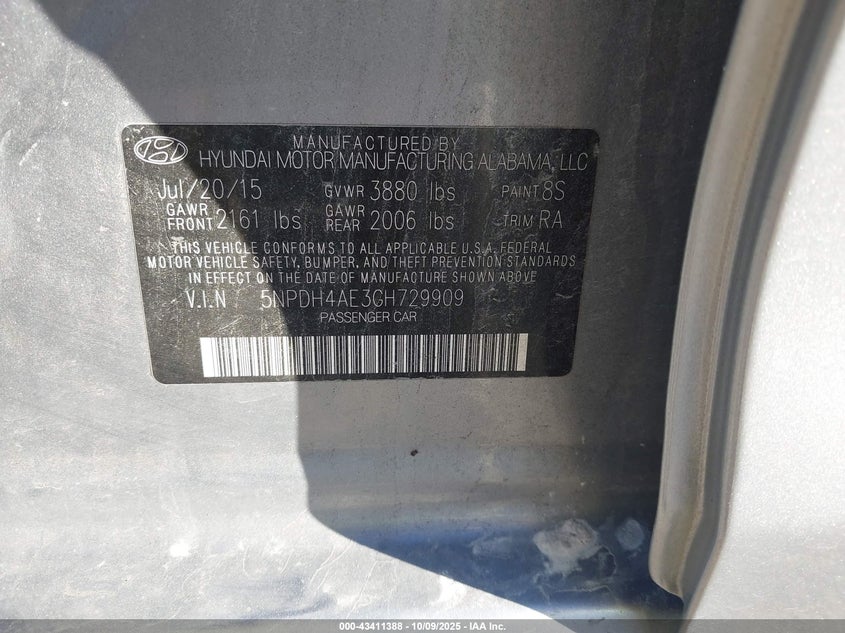 MANUFACTURED BY
HYUNDAI MOTOR MANUFACTURING ALABAMA, LLC
Jul/20/15 GVWR 3880 lbs PAINT 8S
GAWR FRONT 2161 lbs GAWR REAR 2006 lbs TRIM RA
THIS VEHICLE CONFORMS TO ALL APPLICABLE U.S.A. FEDERAL
MOTOR VEHICLE SAFETY, BUMPER, AND THEFT PREVENTION STANDARDS
IN EFFECT ON THE DATE OF MANUFACTURE SHOWN ABOVE
V.I.N 5NPDH4AE3GH729909
PASSENGER CAR
000-43411388 - 10/09/2025 - IAA Inc.